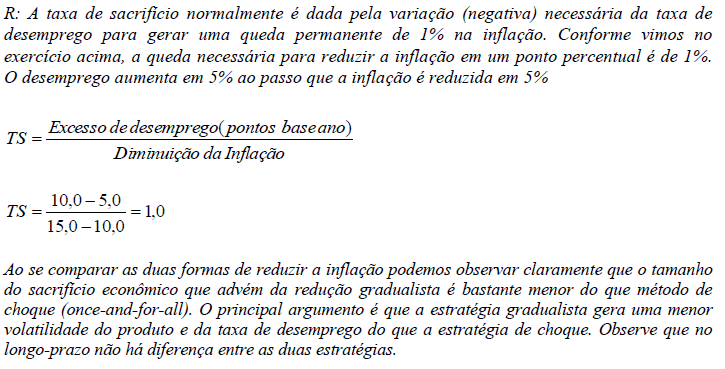 R: A taxa de sacrifício normalmente é dada pela variação (negativa) necessária da taxa de
desemprego para gerar uma queda permanente de 1% na inflação. Conforme vimos no
exercício acima, a queda necessária para reduzir a inflação em um ponto percentual é de 1%.
O desemprego aumenta em 5% ao passo que a inflação é reduzida em 5%
TS = Excesso de desemprego(pontos base ano) / Diminuição da Inflação
TS = 10,0 − 5,0 / 15,0 − 10,0 = 1,0
Ao se comparar as duas formas de reduzir a inflação podemos observar claramente que o tamanho
do sacrifício econômico que advém da redução gradualista é bastante menor do que método de
choque (once-and-for-all). O principal argumento é que a estratégia gradualista gera uma menor
volatilidade do produto e da taxa de desemprego do que a estratégia de choque. Observe que no
longo-prazo não há diferença entre as duas estratégias.